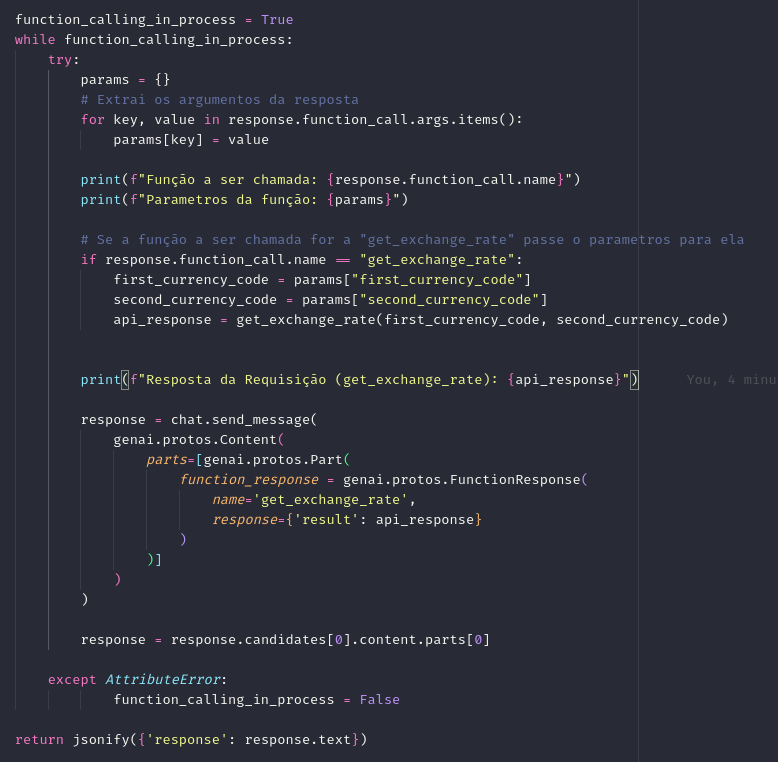 function_calling_in_process = True
while function_calling_in_process:
    try:
        params = {}
        # Extrai os argumentos da resposta
        for key, value in response.function_call.args.items():
            params[key] = value

        print(f"Função a ser chamada: {response.function_call.name}")
        print(f"Parametros da função: {params}")

        # Se a função a ser chamada for a "get_exchange_rate" passe o parametros para ela
        if response.function_call.name == "get_exchange_rate":
            first_currency_code = params["first_currency_code"]
            second_currency_code = params["second_currency_code"]
            api_response = get_exchange_rate(first_currency_code, second_currency_code)


        print(f"Resposta da Requisição (get_exchange_rate): {api_response}")      You, 4 minu

        response = chat.send_message(
            genai.protos.Content(
                parts=[genai.protos.Part(
                    function_response = genai.protos.FunctionResponse(
                        name='get_exchange_rate',
                        response={'result': api_response}
                    )
                )]
            )
        )

        response = response.candidates[0].content.parts[0]

    except AttributeError:
            function_calling_in_process = False

return jsonify({'response': response.text})